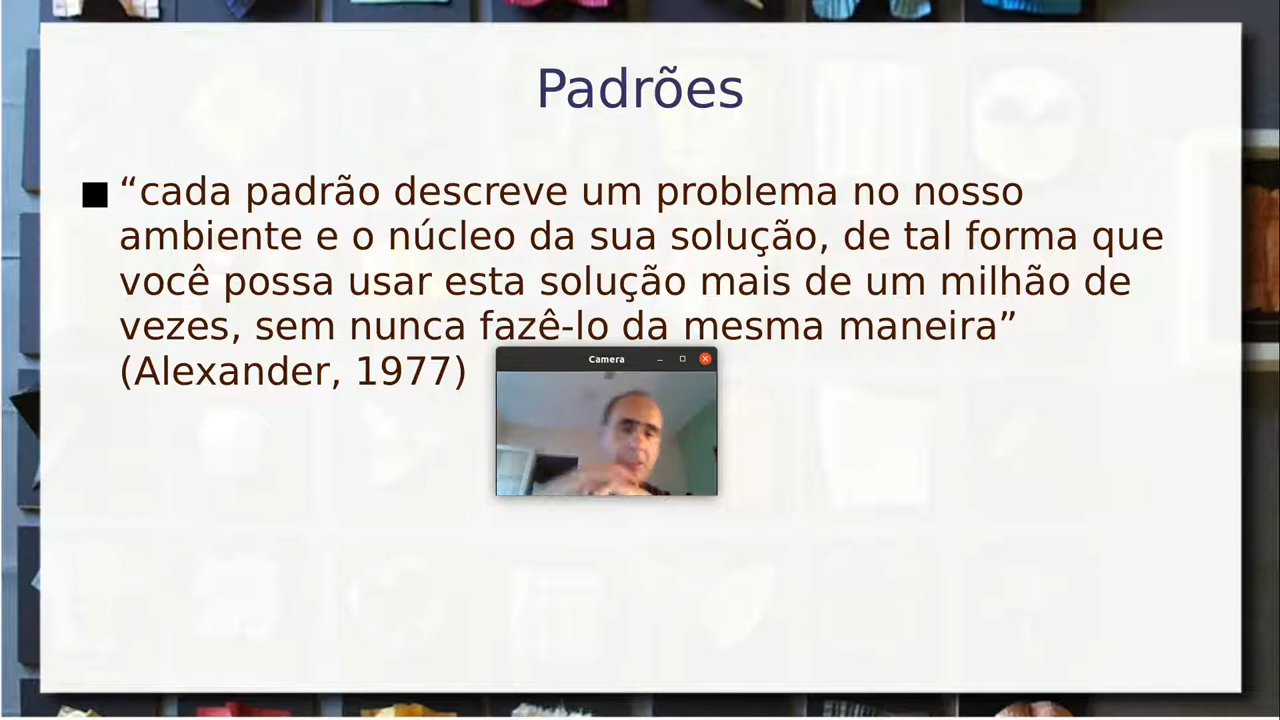 Padrões
“cada padrão descreve um problema no nosso
ambiente e o núcleo da sua solução, de tal forma que
você possa usar esta solução mais de um milhão de
vezes, sem nunca fazê-lo da mesma maneira”
(Alexander, 1977)
Camera